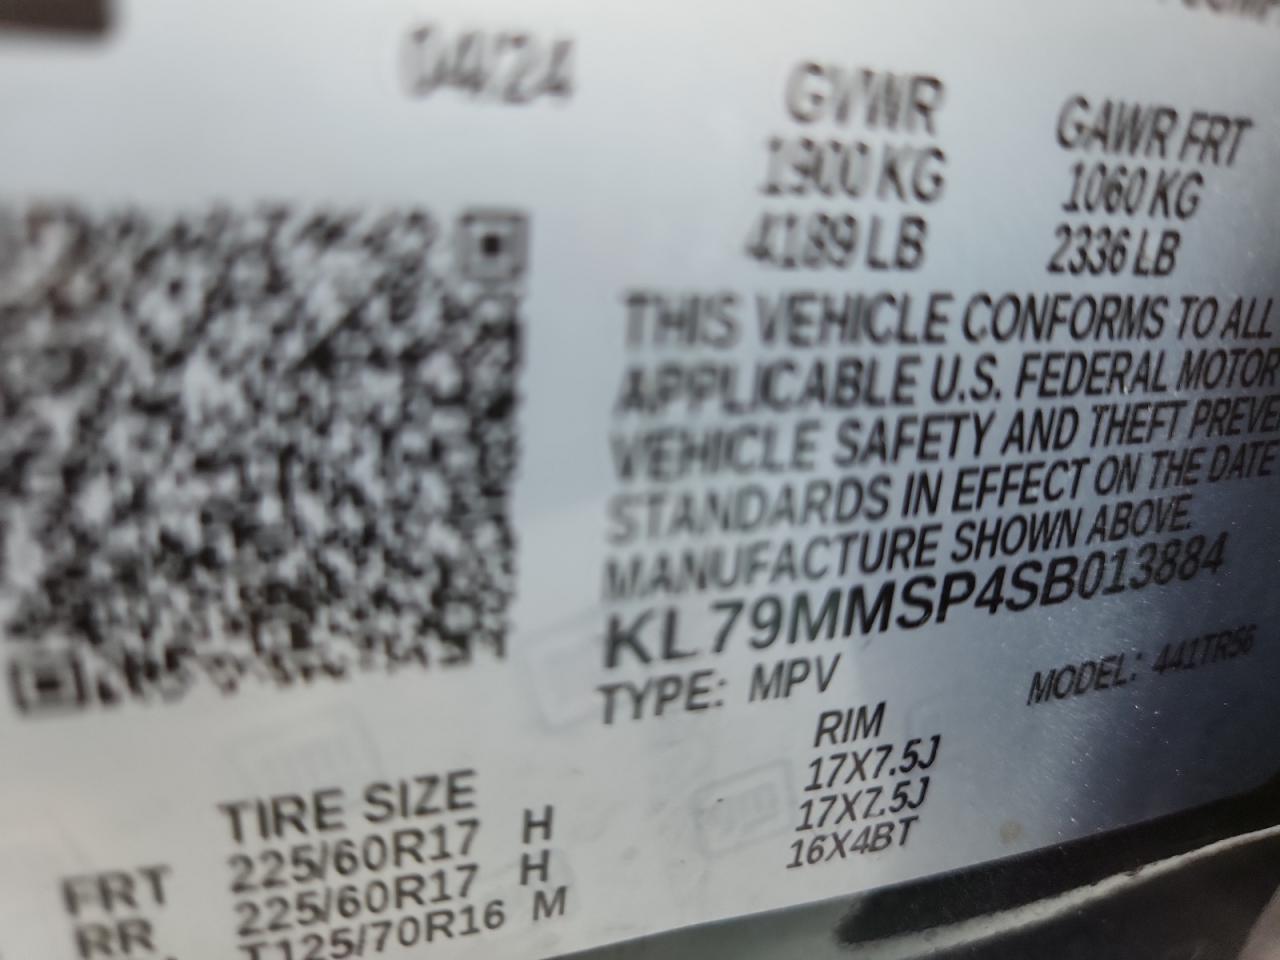 04/24
GVWR
1900 KG
4189 LB
GAWR FRT
1060 KG
2336 LB
THIS VEHICLE CONFORMS TO ALL
APPLICABLE U.S. FEDERAL MOTOR
VEHICLE SAFETY AND THEFT PREVE
STANDARDS IN EFFECT ON THE DATE
MANUFACTURE SHOWN ABOVE.
KL79MMSP4SB013884
TYPE: MPV
MODEL: 441TR56
TIRE SIZE
RIM
FRT 225/60R17 H 17X7.5J
RR 225/60R17 H 17X7.5J
T125/70R16 M 16X4BT